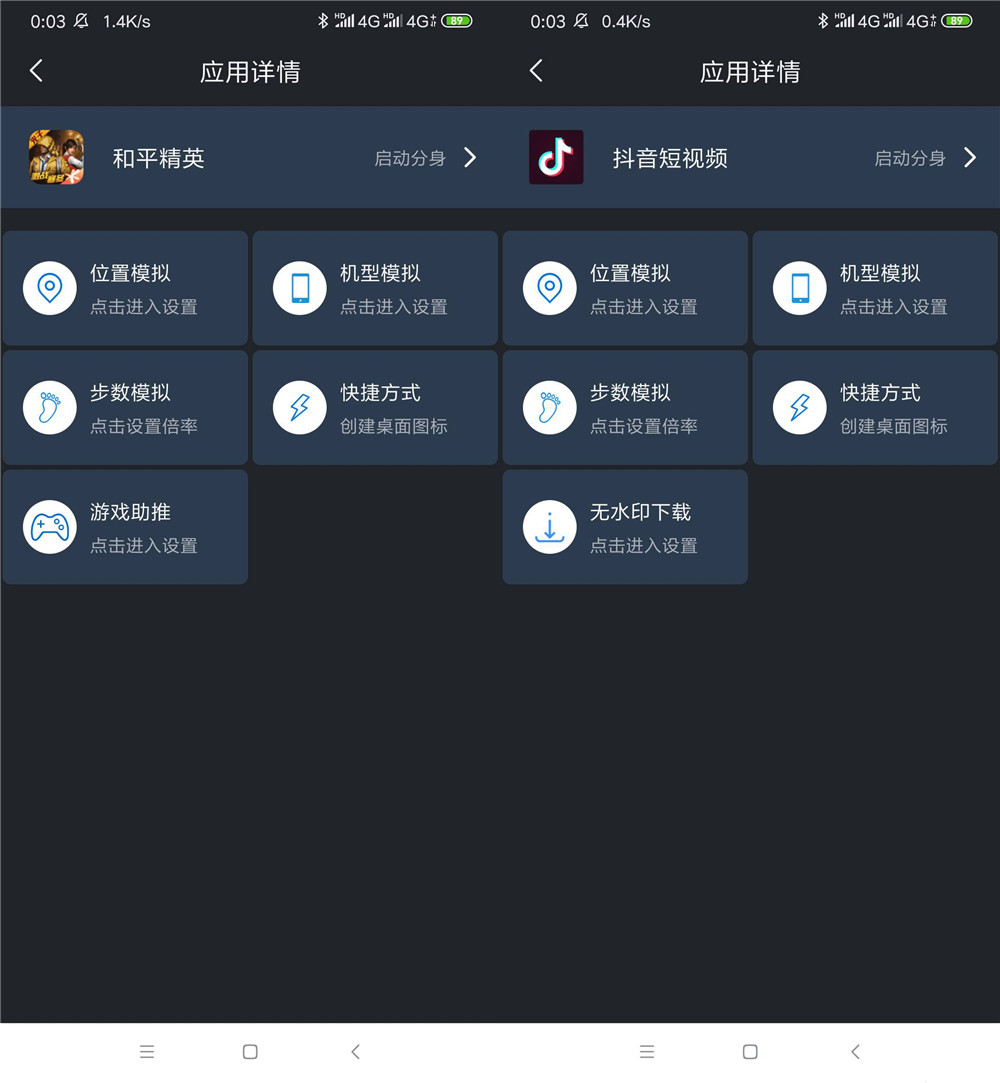 0:03 1.4K/s HD 4G HD 4G+ 89
应用详情
和平精英
启动分身
位置模拟
点击进入设置
机型模拟
点击进入设置
步数模拟
点击设置倍率
快捷方式
创建桌面图标
游戏助推
点击进入设置
0:03 0.4K/s HD 4G HD 4G+ 89
应用详情
抖音短视频
启动分身
位置模拟
点击进入设置
机型模拟
点击进入设置
步数模拟
点击设置倍率
快捷方式
创建桌面图标
无水印下载
点击进入设置